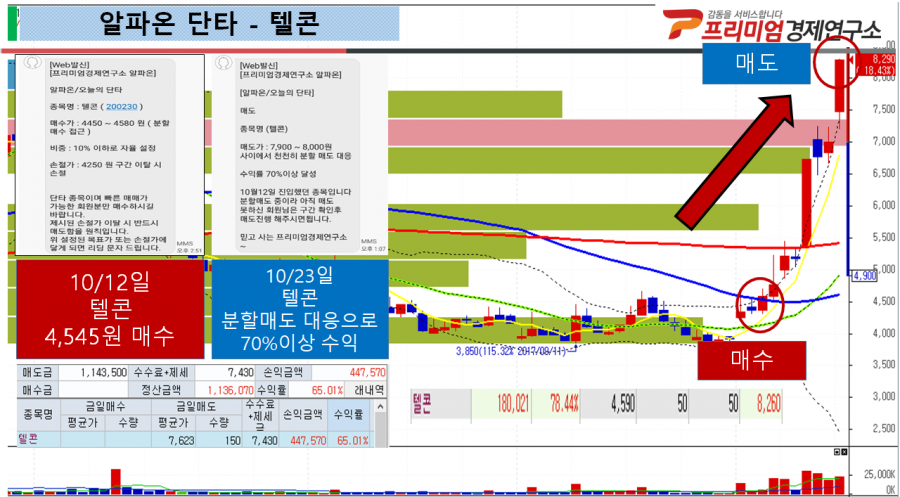 알파온 단타 - 텔콘
감동을 서비스합니다
프리미엄경제연구소
[Web발신]
[프리미엄경제연구소 알파온]
알파온/오늘의 단타
종목명 : 텔콘 ( 200230 )
매수가 : 4450 ~ 4580 원 ( 분할
매수 접근 )
비중 : 10% 이하로 자율 설정
손절가 : 4250 원 구간 이탈 시
손절
단타 종목이며 빠른 매매가
가능한 회원분만 매수하시길
바랍니다.
제시된 손절가 이탈 시 반드시
매도함을 원칙입니다.
위 설정된 목표가 또는 손절가에
닿게 되면 리딩 문자 드립니다.
MMS
오후 2:51
[Web발신]
[프리미엄경제연구소 알파온]
[알파온/오늘의 단타]
매도
종목명 (텔콘)
매도가 : 7,900 ~ 8,000원
사이에서 천천히 분할 매도 대응
수익률 70%이상 달성
10월12일 진입했던 종목입니다
분할매도 중이라 아직 매도
못하신 회원님은 구간 확인후
매도진행 해주시면됩니다.
믿고 사는 프리미엄경제연구소
~
MMS
오후 1:07
10/12일
텔콘
4,545원 매수
10/23일
텔콘
분할매도 대응으로
70%이상 수익
매도
매수
8,290
18.43%
8,000
7,500
7,000
6,500
6,000
5,500
5,000
4,900
4,500
4,000
3,500
3,000
2,500
25,000K
0K
3,850(115.32% 2017/08/11)
매도금 1,143,500 수수료+제세 7,430 손익금액 447,570
매수금 정산금액 1,136,070 수익률 65.01% 래내역
종목명 금일매수 금일매도 수수료+제세금 손익금액 수익률
평균가 수량 평균가 수량
텔콘 7,623 150 7,430 447,570 65.01%
텔콘 180,021 78.44% 4,590 50 50 8,260